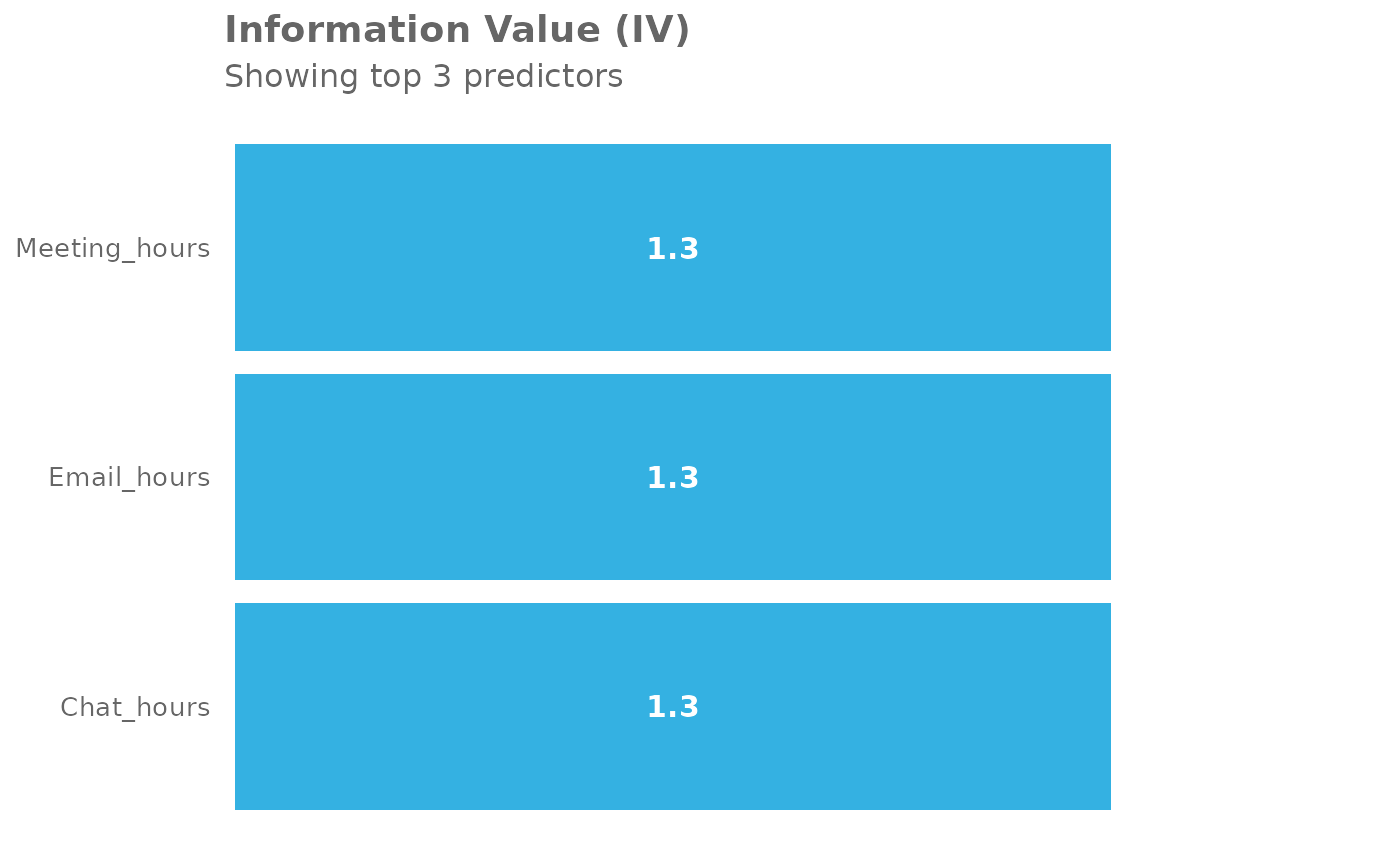 Information Value (IV)
Showing top 3 predictors
Meeting_hours
1.3
Email_hours
1.3
Chat_hours
1.3